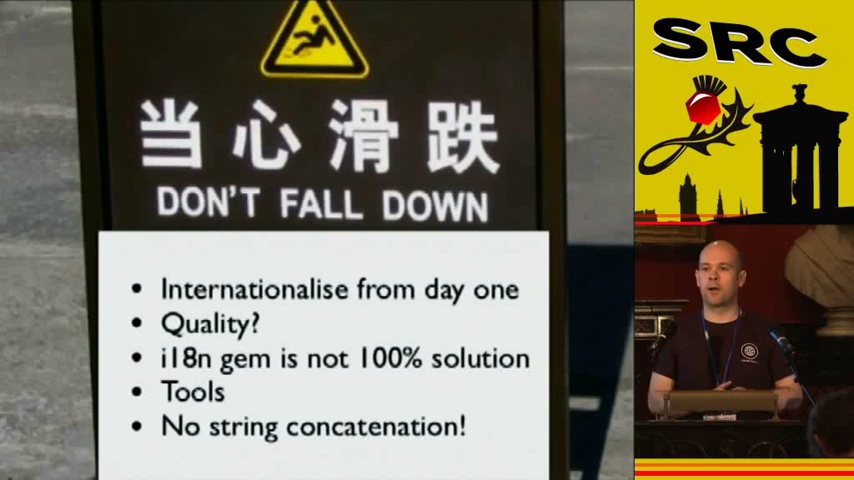 当心滑跌
DON'T FALL DOWN
• Internationalise from day one
• Quality?
• i18n gem is not 100% solution
• Tools
• No string concatenation!
SRC